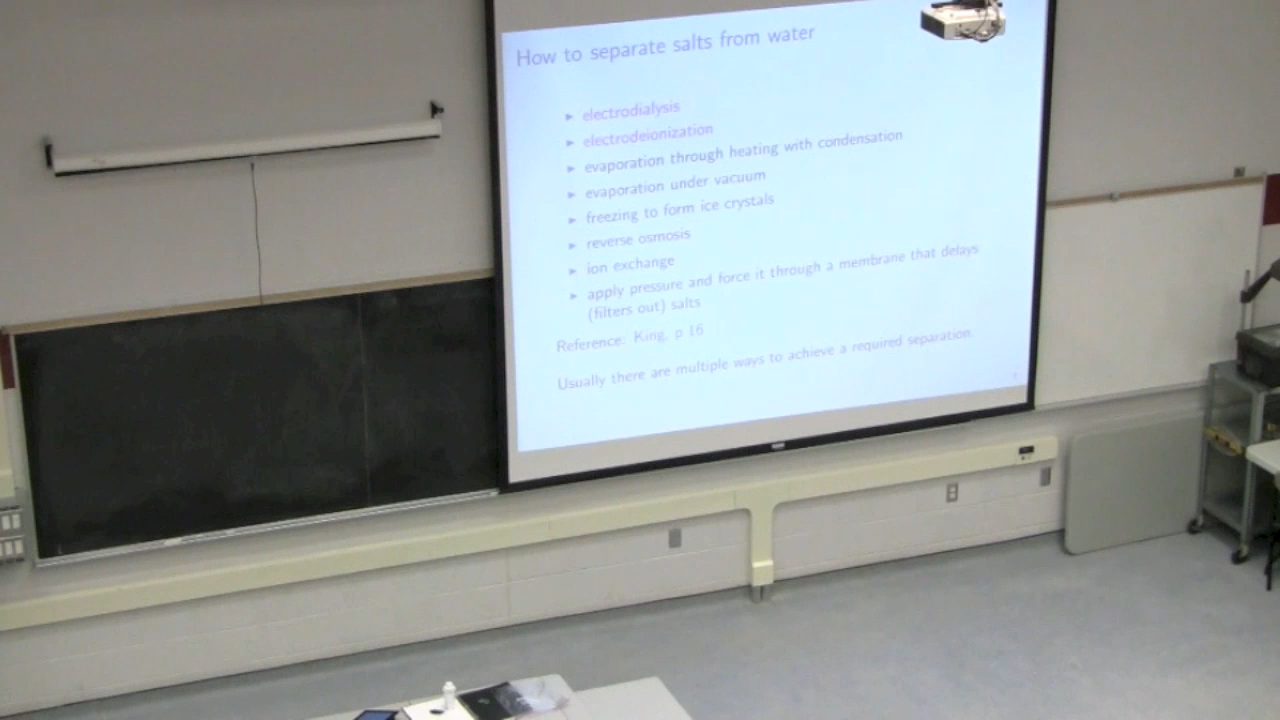 How to separate salts from water
▸ electrodialysis
▸ electrodeionization
▸ evaporation through heating with condensation
▸ evaporation under vacuum
▸ freezing to form ice crystals
▸ reverse osmosis
▸ ion exchange
▸ apply pressure and force it through a membrane that delays
(filters out) salts
Reference: King, p 16
Usually there are multiple ways to achieve a required separation.